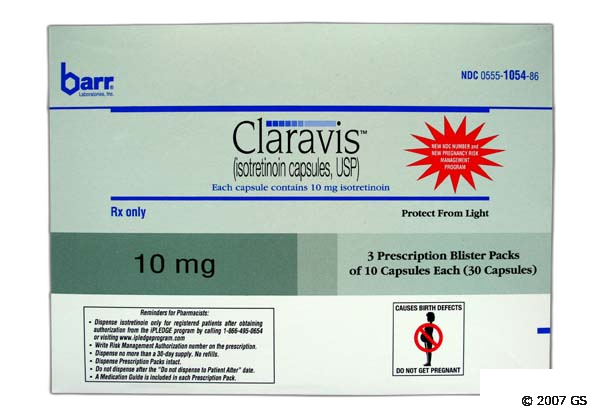 barr®
Laboratories, Inc.
NDC 0555-1054-86
Claravis™
(isotretinoin capsules, USP)
Each capsule contains 10 mg isotretinoin
NEW NDC NUMBER and
NEW PREGNANCY RISK
MANAGEMENT
PROGRAM
Rx only
Protect From Light
10 mg
3 Prescription Blister Packs
of 10 Capsules Each (30 Capsules)
Reminders for Pharmacists:
• Dispense isotretinoin only for registered patients after obtaining
authorization from the iPLEDGE program by calling 1-866-495-0654
or visiting www.ipledgeprogram.com
• Write Risk Management Authorization number on the prescription.
• Dispense no more than a 30-day supply. No refills.
• Dispense Prescription Packs intact.
• Do not dispense after the "Do not dispense to Patient After" date.
• A Medication Guide is included in each Prescription Pack.
CAUSES BIRTH DEFECTS
DO NOT GET PREGNANT
© 2007 GS